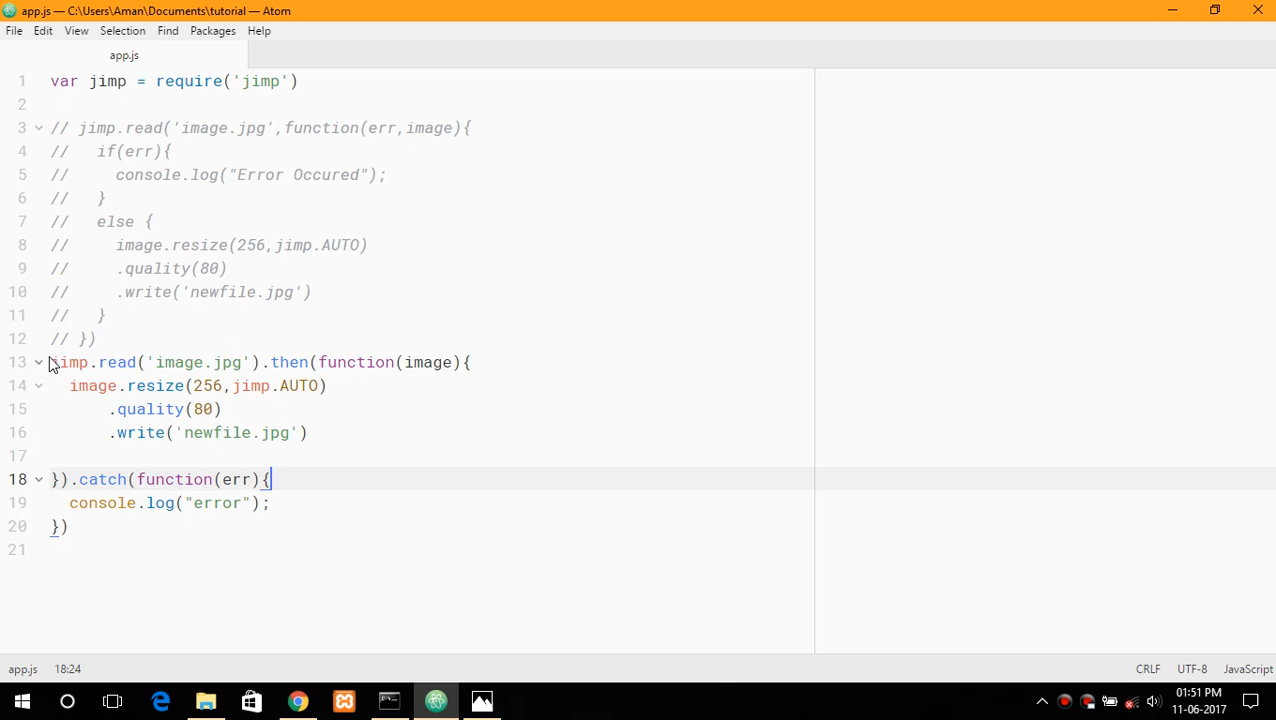 app.js — C:\Users\Aman\Documents\tutorial — Atom
File Edit View Selection Find Packages Help
app.js
1 var jimp = require('jimp')
2
3 // jimp.read('image.jpg',function(err,image){
4 // if(err){
5 // console.log("Error Occured");
6 // }
7 // else {
8 // image.resize(256,jimp.AUTO)
9 // .quality(80)
10 // .write('newfile.jpg')
11 // }
12 // })
13 jimp.read('image.jpg').then(function(image){
14 image.resize(256,jimp.AUTO)
15 .quality(80)
16 .write('newfile.jpg')
17
18 }).catch(function(err){
19 console.log("error");
20 })
21
app.js 18:24 CRLF UTF-8 JavaScript
01:51 PM
11-06-2017